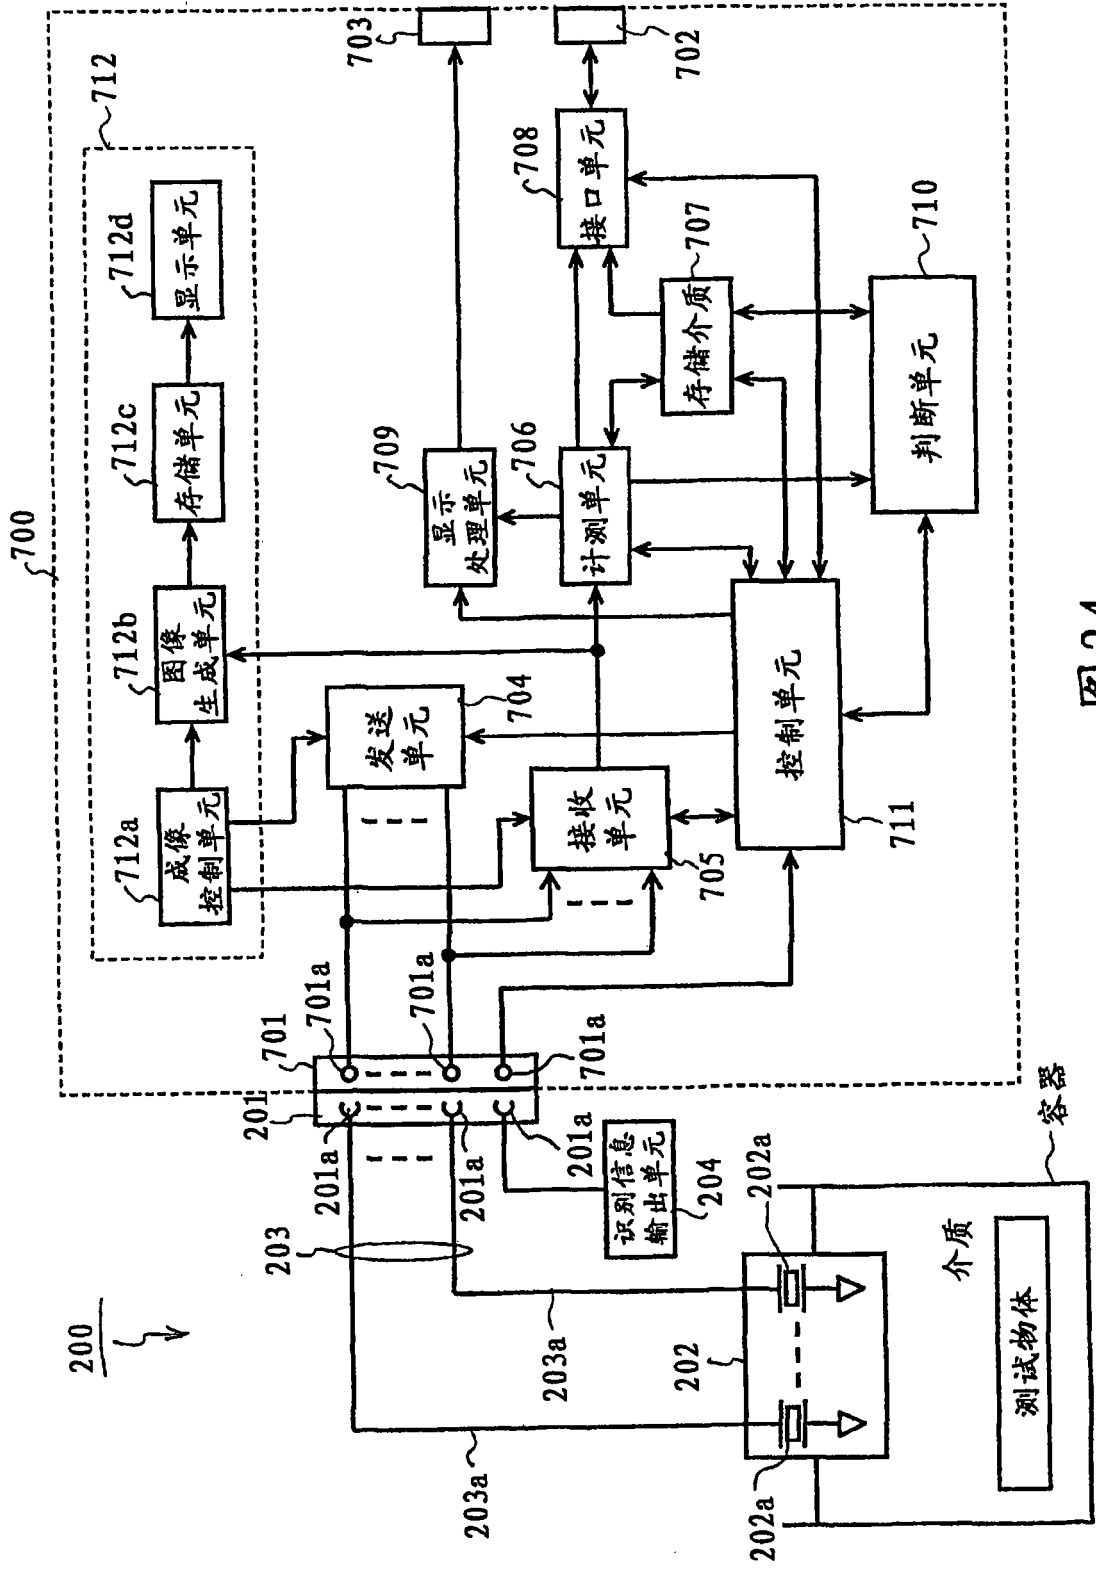 700
200
712
712a
712b
712c
712d
成像
控制单元
图像
生成单元
存储单元
显示单元
203
201
701
201a
701a
703
发送
单元
704
709
显示
处理单元
203a
201a
701a
706
708
702
203a
201a
701a
接收
单元
705
计测单元
接口单元
识别信息
输出单元
204
存储介质
707
202
202a
202a
控制单元
711
判断单元
710
介质
容器
测试物体